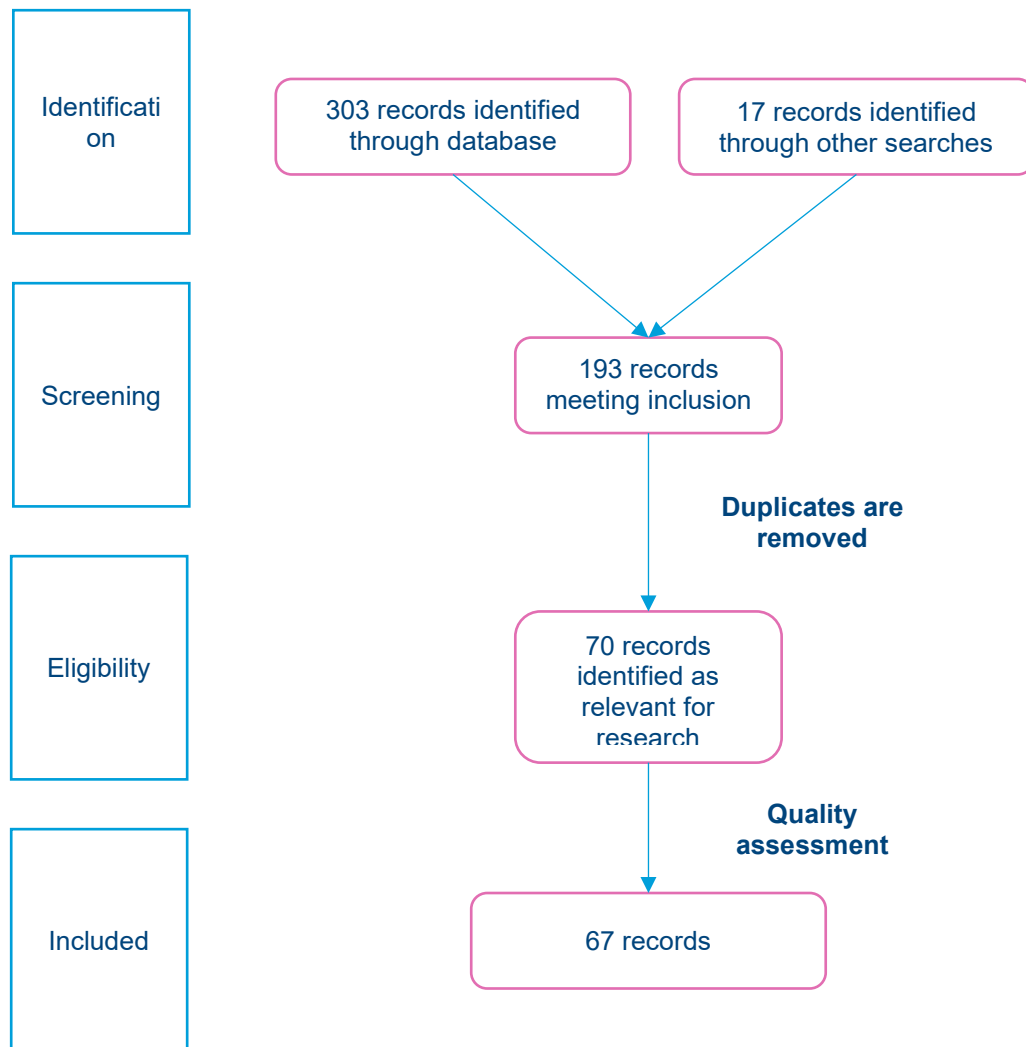 Identificati
on
303 records identified
through database
17 records identified
through other searches
Screening
193 records
meeting inclusion
Duplicates are
removed
Eligibility
70 records
identified as
relevant for
research
Quality
assessment
Included
67 records